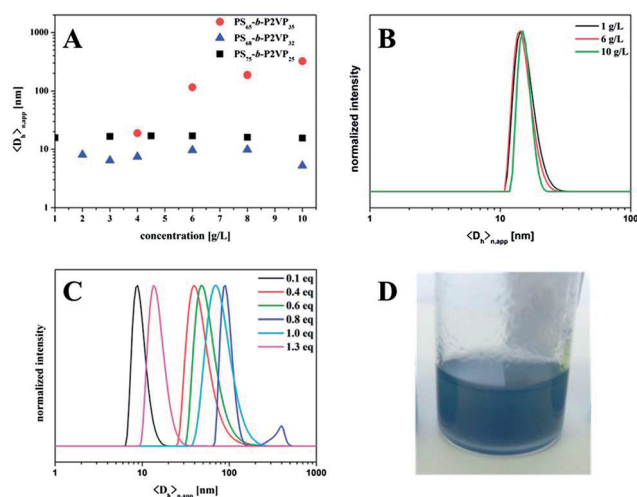 A
PS65-b-P2VP35
PS68-b-P2VP32
PS75-b-P2VP25
<Dh>n,app [nm]
1000
100
10
1
1 2 3 4 5 6 7 8 9 10
concentration [g/L]
B
1 g/L
6 g/L
10 g/L
normalized intensity
1 10 100 1000
<Dh>n,app [nm]
C
0.1 eq
0.4 eq
0.6 eq
0.8 eq
1.0 eq
1.3 eq
normalized intensity
1 10 100 1000
<Dh>n,app [nm]
D